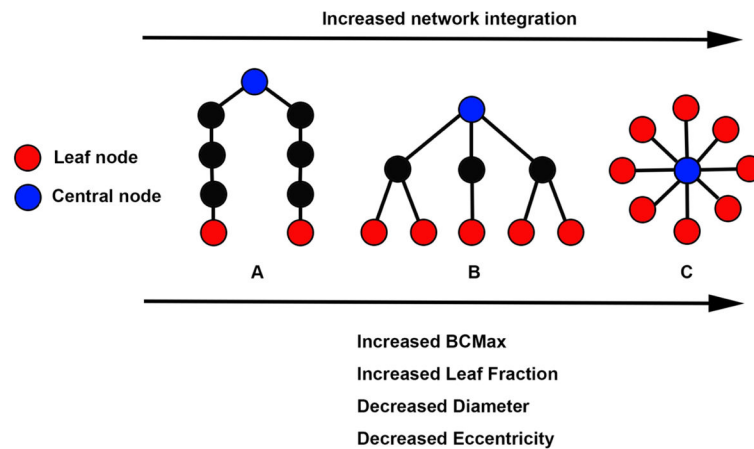 Increased network integration
Leaf node
Central node
A
B
C
Increased BCMax
Increased Leaf Fraction
Decreased Diameter
Decreased Eccentricity